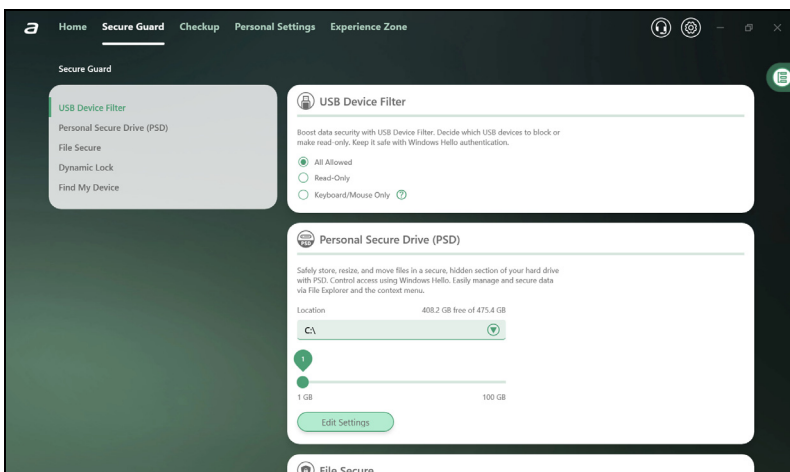 a
Home Secure Guard Checkup Personal Settings Experience Zone
Secure Guard
USB Device Filter
Personal Secure Drive (PSD)
File Secure
Dynamic Lock
Find My Device
USB Device Filter
Boost data security with USB Device Filter. Decide which USB devices to block or
make read-only. Keep it safe with Windows Hello authentication.
All Allowed
Read-Only
Keyboard/Mouse Only ?
PSD
Personal Secure Drive (PSD)
Safely store, resize, and move files in a secure, hidden section of your hard drive
with PSD. Control access using Windows Hello. Easily manage and secure data
via File Explorer and the context menu.
Location 408.2 GB free of 475.4 GB
C:\
1
1 GB 100 GB
Edit Settings
File Secure